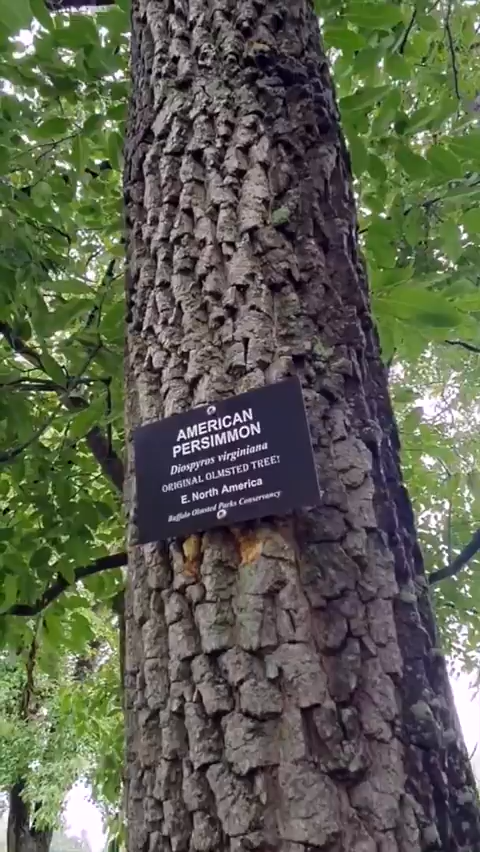 AMERICAN
PERSIMMON
Diospyros virginiana
ORIGINAL OLMSTED TREE!
E. North America
Buffalo Olmsted Parks Conservancy